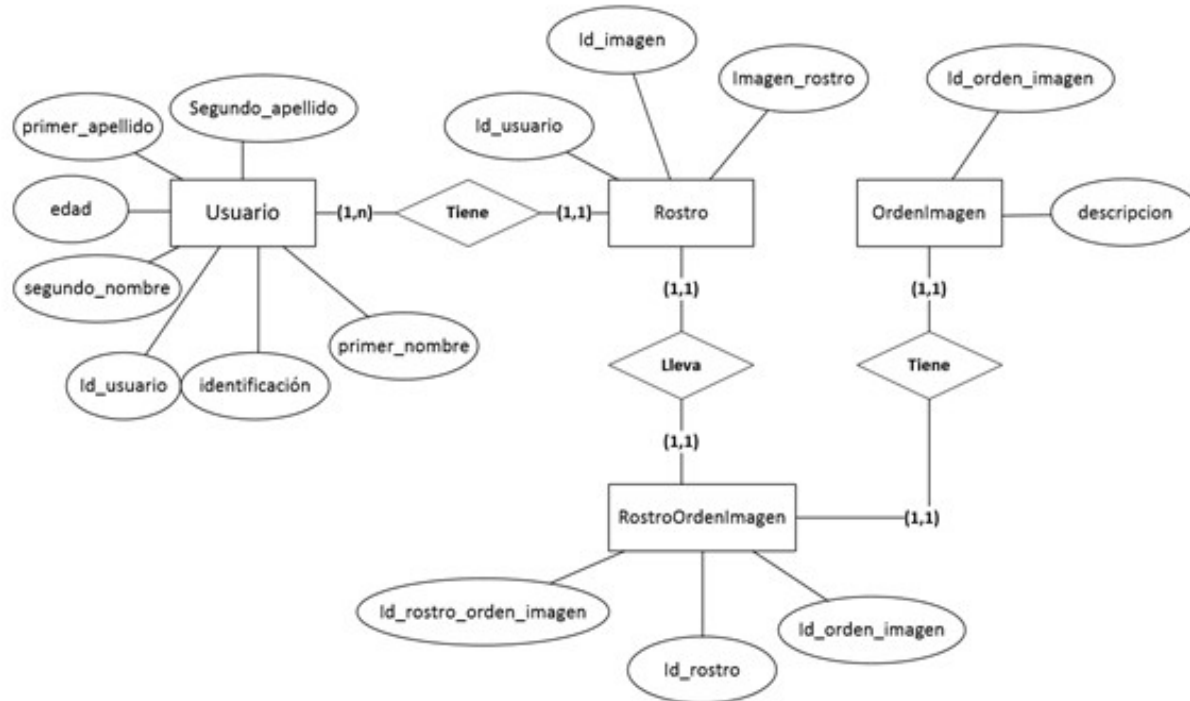 Id_imagen
Imagen_rostro
Id_orden_imagen
Segundo_apellido
primer_apellido
Id_usuario
edad
Usuario
(1,n)
Tiene
(1,1)
Rostro
OrdenImagen
descripcion
segundo_nombre
(1,1)
(1,1)
primer_nombre
Id_usuario
identificación
Lleva
Tiene
(1,1)
RostroOrdenImagen
(1,1)
Id_rostro_orden_imagen
Id_orden_imagen
Id_rostro